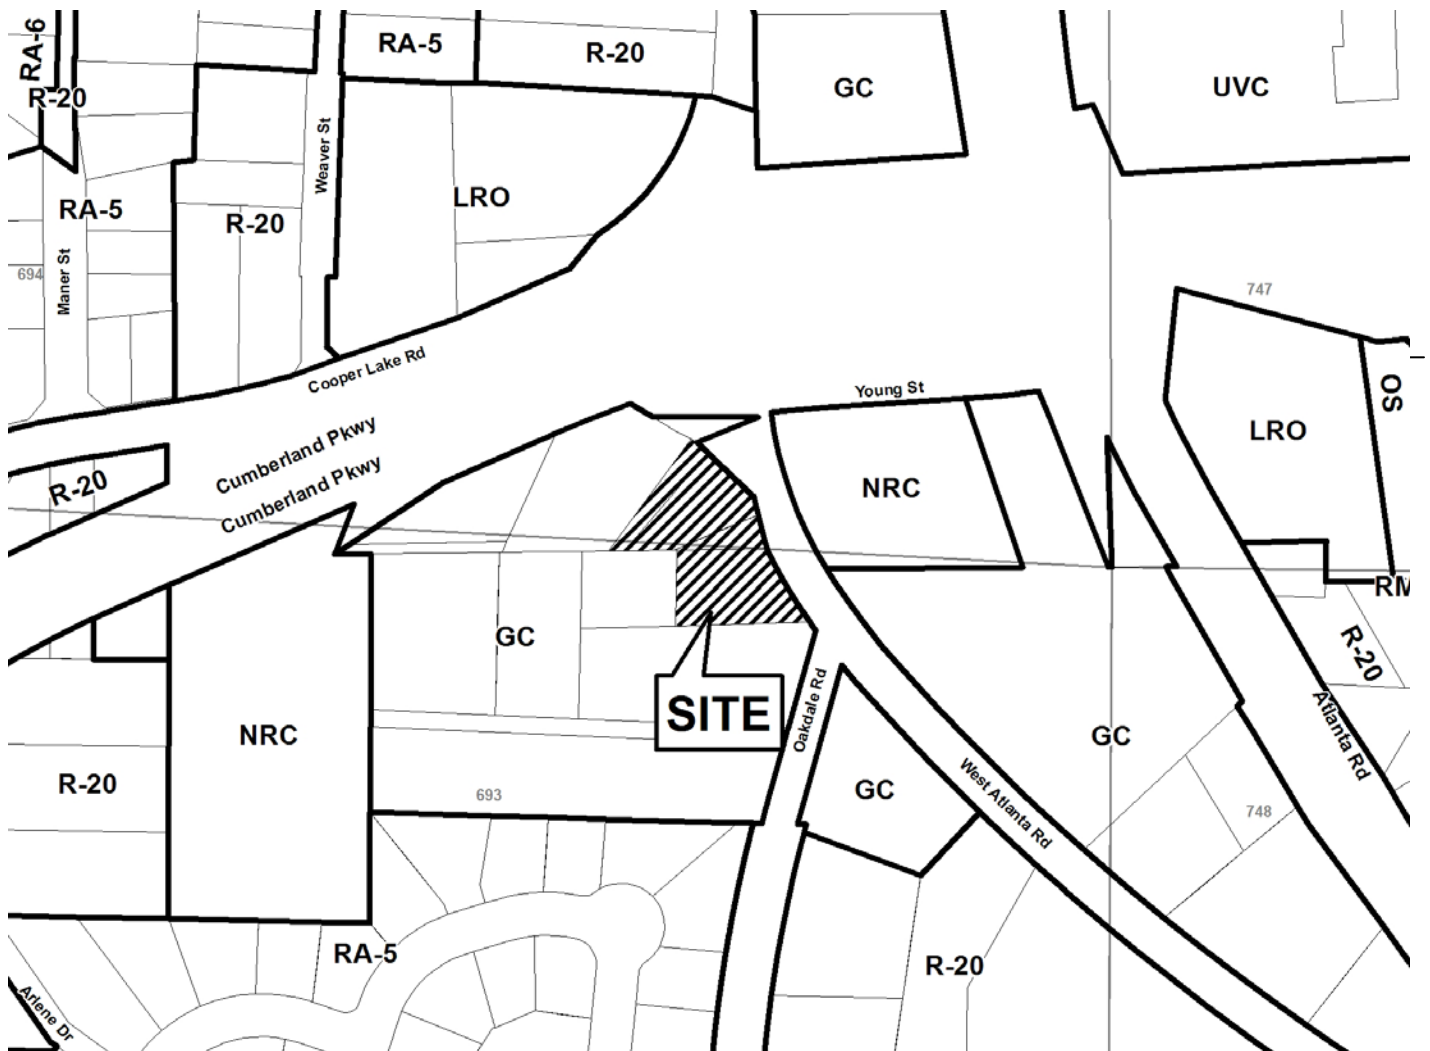 RA-6
R-20
RA-5
R-20
GC
UVC
Weaver St
LRO
RA-5
R-20
694
Maner St
747
Cooper Lake Rd
Young St
OS
LRO
Cumberland Pkwy
R-20
Cumberland Pkwy
NRC
RM
GC
R-20
SITE
Oakdale Rd
Atlanta Rd
NRC
GC
R-20
693
GC
West Atlanta Rd
748
RA-5
R-20
Arlene Dr